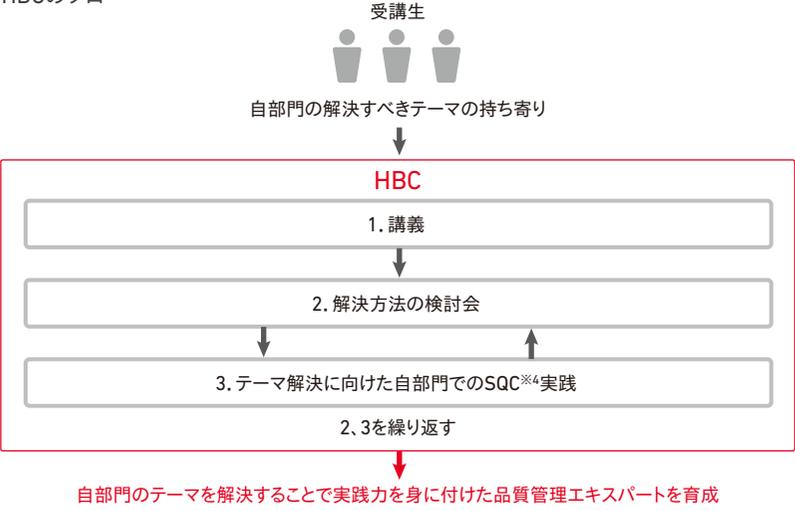 受講生
自部門の解決すべきテーマの持ち寄り
HBC
1. 講義
2. 解決方法の検討会
3. テーマ解決に向けた自部門でのSQC※4実践
2、3を繰り返す
自部門のテーマを解決することで実践力を身に付けた品質管理エキスパートを育成